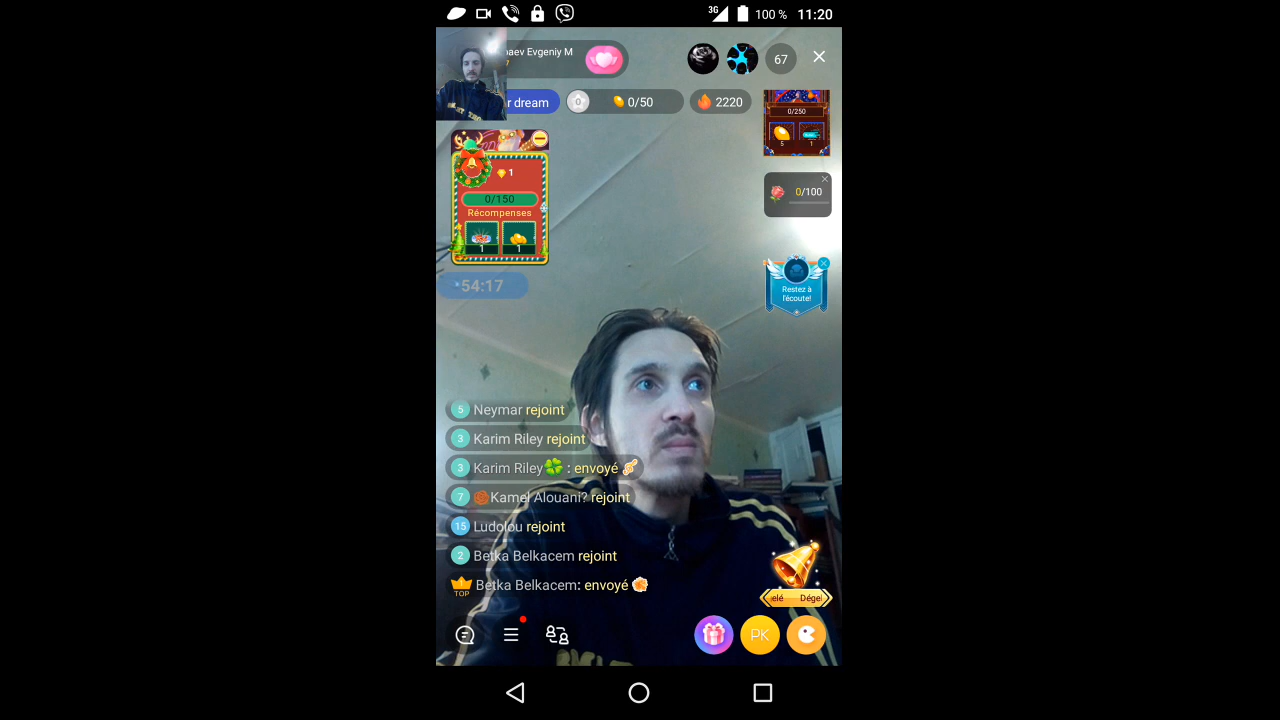 3G 100 % 11:20
baev Evgeniy M
67
r dream
0
0/50
2220
0/250
5 1
1
0/150
Récompenses
1 1
0/100
54:17
Restez à
l'écoute!
5 Neymar rejoint
3 Karim Riley rejoint
3 Karim Riley🍀 : envoyé
7 Kamel Alouani? rejoint
15 Ludolou rejoint
2 Betka Belkacem rejoint
TOP Betka Belkacem: envoyé
elé Dégel
PK